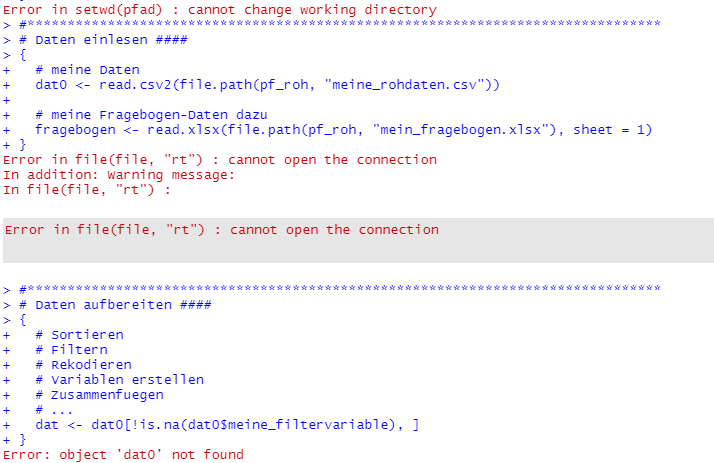 Error in setwd(pfad) : cannot change working directory
> #*******************************************************************************
> # Daten einlesen ####
> {
+   # meine Daten
+   dat0 <- read.csv2(file.path(pf_roh, "meine_rohdaten.csv"))
+
+   # meine Fragebogen-Daten dazu
+   fragebogen <- read.xlsx(file.path(pf_roh, "mein_fragebogen.xlsx"), sheet = 1)
+ }
Error in file(file, "rt") : cannot open the connection
In addition: Warning message:
In file(file, "rt") :
Error in file(file, "rt") : cannot open the connection
> #*******************************************************************************
> # Daten aufbereiten ####
> {
+   # Sortieren
+   # Filtern
+   # Rekodieren
+   # Variablen erstellen
+   # Zusammenfuegen
+   # ...
+   dat <- dat0[!is.na(dat0$meine_filtervariable), ]
+ }
Error: object 'dat0' not found